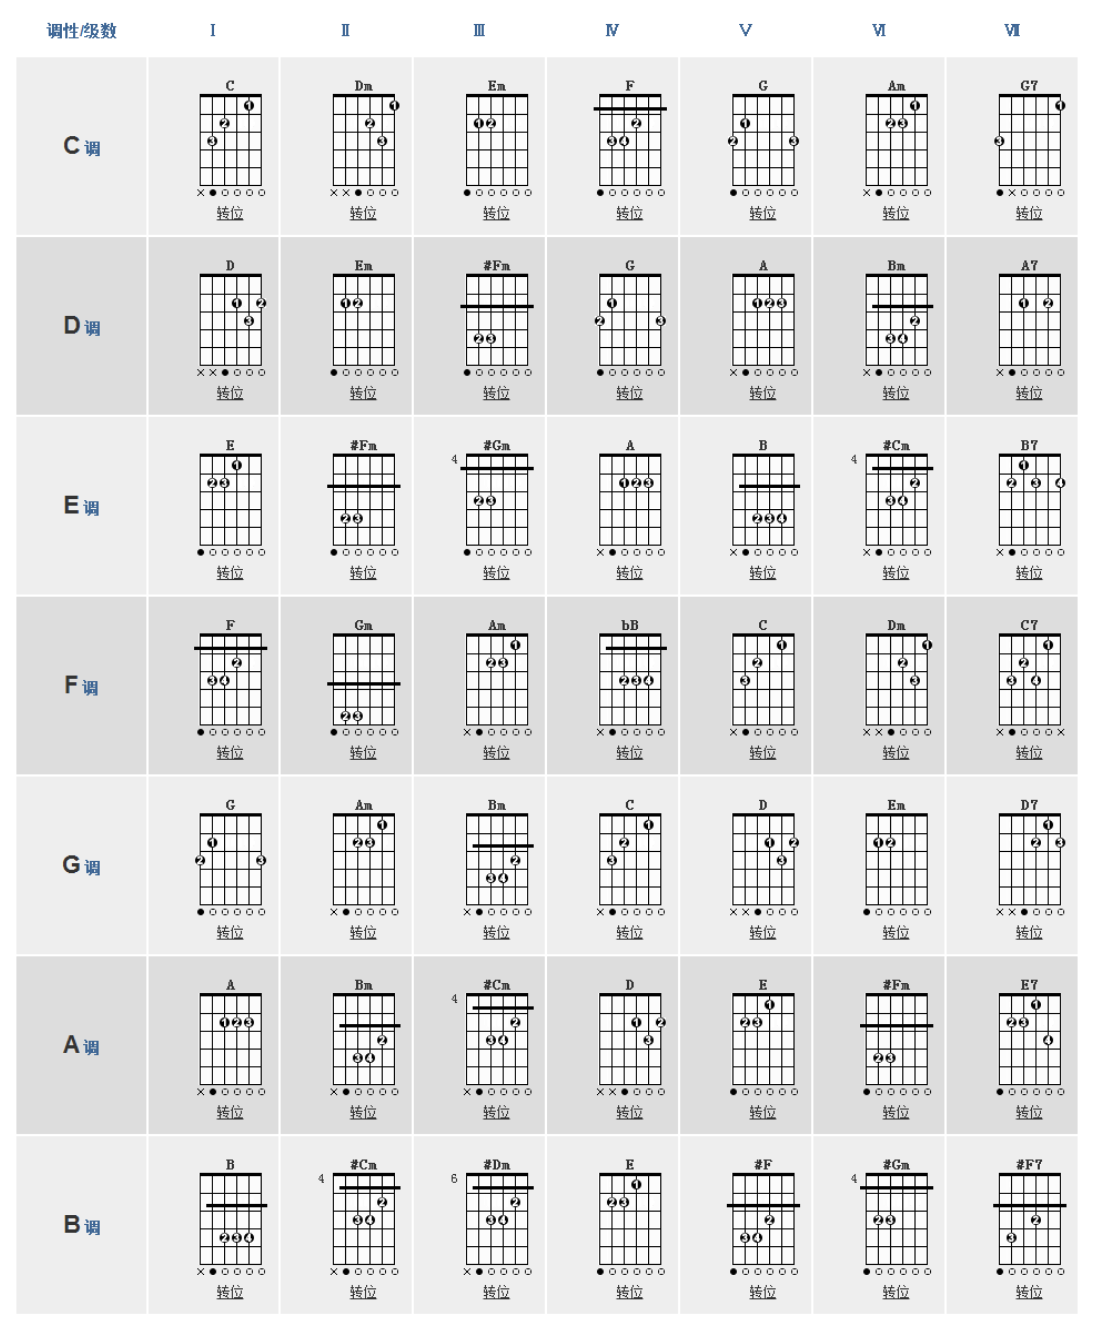 调性/级数 Ⅰ Ⅱ Ⅲ Ⅳ Ⅴ Ⅵ Ⅶ
C Dm Em F G Am G7
C 调
转位 转位 转位 转位 转位 转位 转位
D Em #Fm G A Bm A7
D 调
转位 转位 转位 转位 转位 转位 转位
E #Fm #Gm A B #Cm B7
4 4
E 调
转位 转位 转位 转位 转位 转位 转位
F Gm Am bB C Dm C7
F 调
转位 转位 转位 转位 转位 转位 转位
G Am Bm C D Em D7
G 调
转位 转位 转位 转位 转位 转位 转位
A Bm #Cm D E #Fm E7
4
A 调
转位 转位 转位 转位 转位 转位 转位
B #Cm #Dm E #F #Gm #F7
4 6 4
B 调
转位 转位 转位 转位 转位 转位 转位